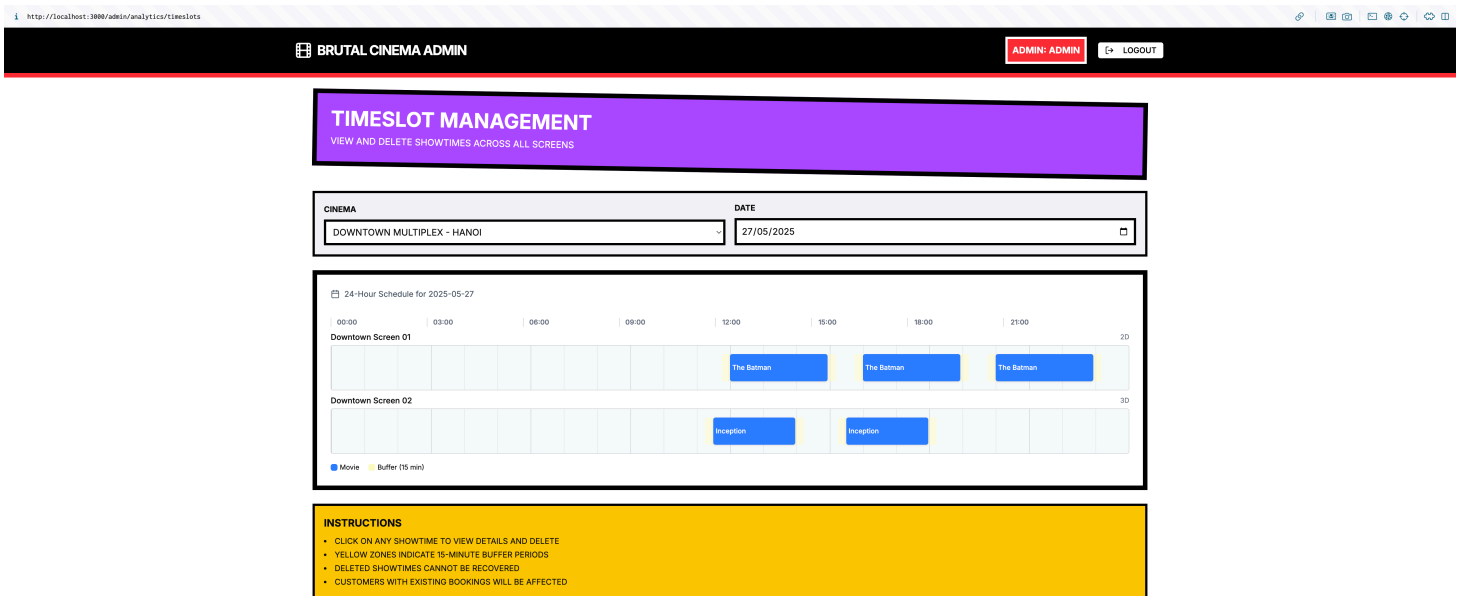 http://localhost:3000/admin/analytics/timeslots
BRUTAL CINEMA ADMIN
ADMIN: ADMIN
LOGOUT
TIMESLOT MANAGEMENT
VIEW AND DELETE SHOWTIMES ACROSS ALL SCREENS
CINEMA
DOWNTOWN MULTIPLEX - HANOI
DATE
27/05/2025
24-Hour Schedule for 2025-05-27
00:00 03:00 06:00 09:00 12:00 15:00 18:00 21:00
Downtown Screen 01 2D
The Batman The Batman The Batman
Downtown Screen 02 3D
Inception Inception
Movie Buffer (15 min)
INSTRUCTIONS
• CLICK ON ANY SHOWTIME TO VIEW DETAILS AND DELETE
• YELLOW ZONES INDICATE 15-MINUTE BUFFER PERIODS
• DELETED SHOWTIMES CANNOT BE RECOVERED
• CUSTOMERS WITH EXISTING BOOKINGS WILL BE AFFECTED